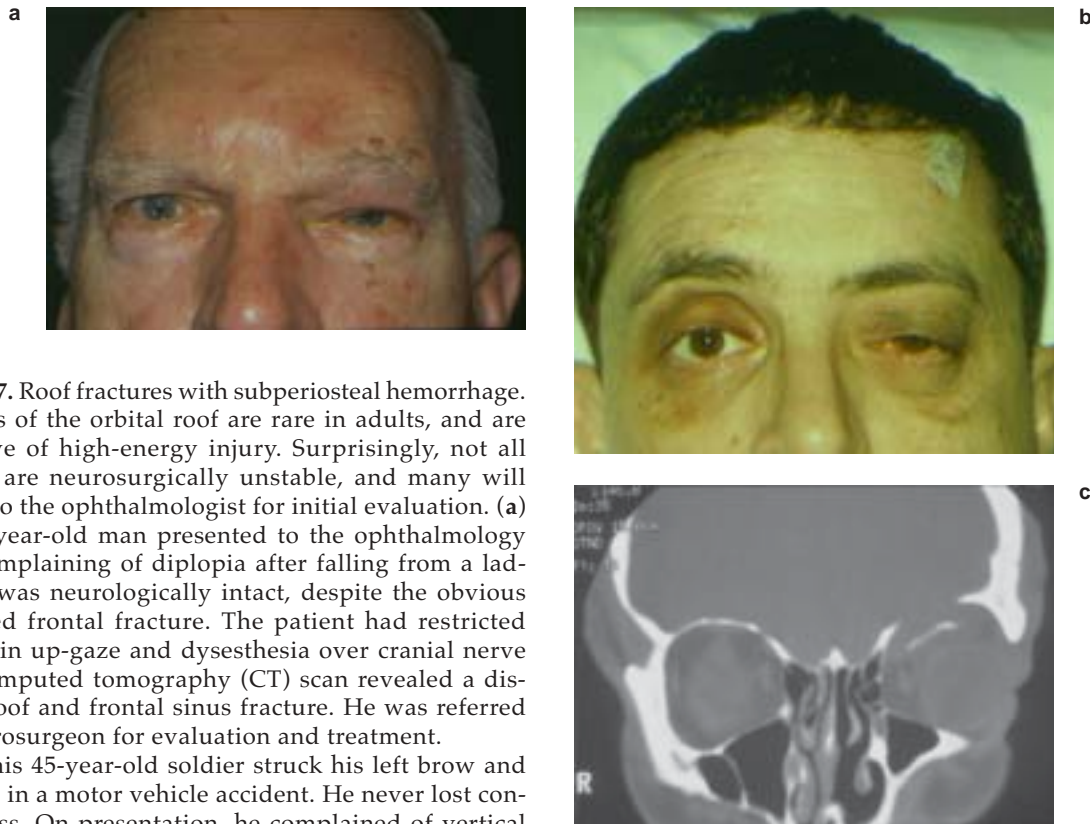 a
b
7. Roof fractures with subperiosteal hemorrhage.
s of the orbital roof are rare in adults, and are
ve of high-energy injury. Surprisingly, not all
are neurosurgically unstable, and many will
o the ophthalmologist for initial evaluation. (a)
year-old man presented to the ophthalmology
mplaining of diplopia after falling from a lad-
was neurologically intact, despite the obvious
ed frontal fracture. The patient had restricted
in up-gaze and dysesthesia over cranial nerve
mputed tomography (CT) scan revealed a dis-
oof and frontal sinus fracture. He was referred
rosurgeon for evaluation and treatment.
his 45-year-old soldier struck his left brow and
in a motor vehicle accident. He never lost con-
ss. On presentation, he complained of vertical
c
R